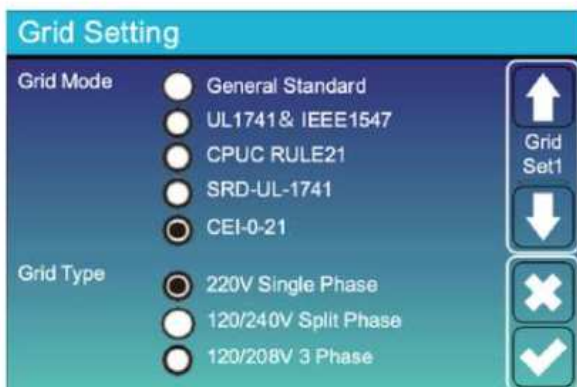 Grid Setting
Grid Mode
General Standard
UL1741& IEEE1547
CPUC RULE21
SRD-UL-1741
CEI-0-21
Grid Type
220V Single Phase
120/240V Split Phase
120/208V 3 Phase
Grid
Set1